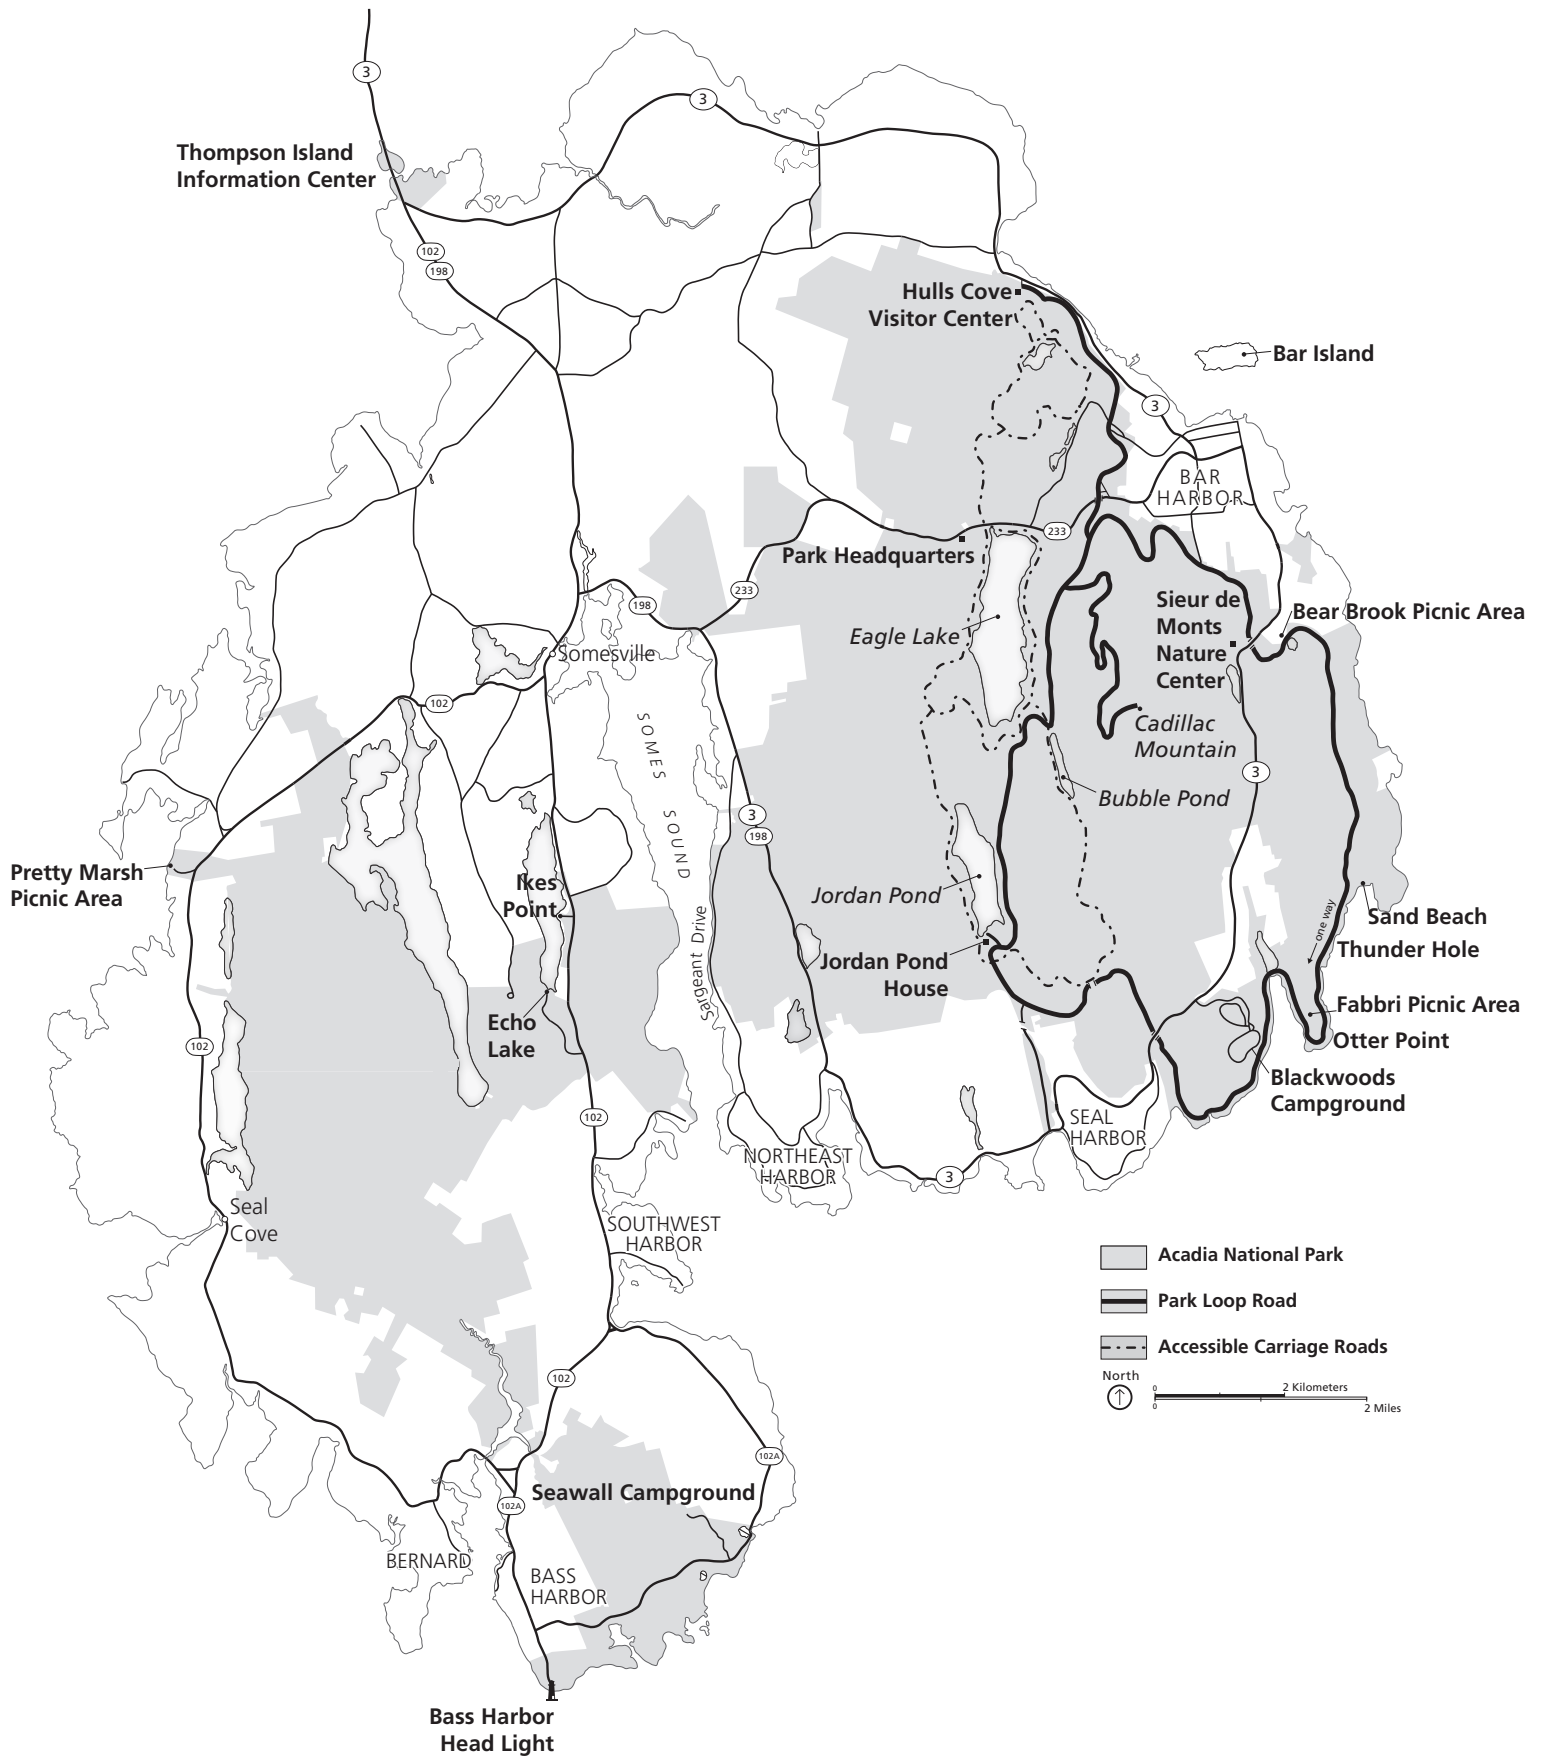 3
3
Thompson Island
Information Center
102
198
Hulls Cove
Visitor Center
Bar Island
3
BAR
HARBOR
233
Park Headquarters
233
198
Sieur de
Monts
Nature
Center
Bear Brook Picnic Area
Eagle Lake
Somesville
102
SOMES SOUND
Cadillac
Mountain
3
Bubble Pond
3
198
Pretty Marsh
Picnic Area
Ikes
Point
Jordan Pond
Sargeant Drive
one way
Sand Beach
Thunder Hole
Jordan Pond
House
Fabbri Picnic Area
Echo
Lake
Otter Point
102
Blackwoods
Campground
102
SEAL
HARBOR
NORTHEAST
HARBOR
3
Seal
Cove
SOUTHWEST
HARBOR
Acadia National Park
Park Loop Road
Accessible Carriage Roads
North
0 2 Kilometers
0 2 Miles
102
102A
Seawall Campground
102A
BERNARD
BASS
HARBOR
Bass Harbor
Head Light